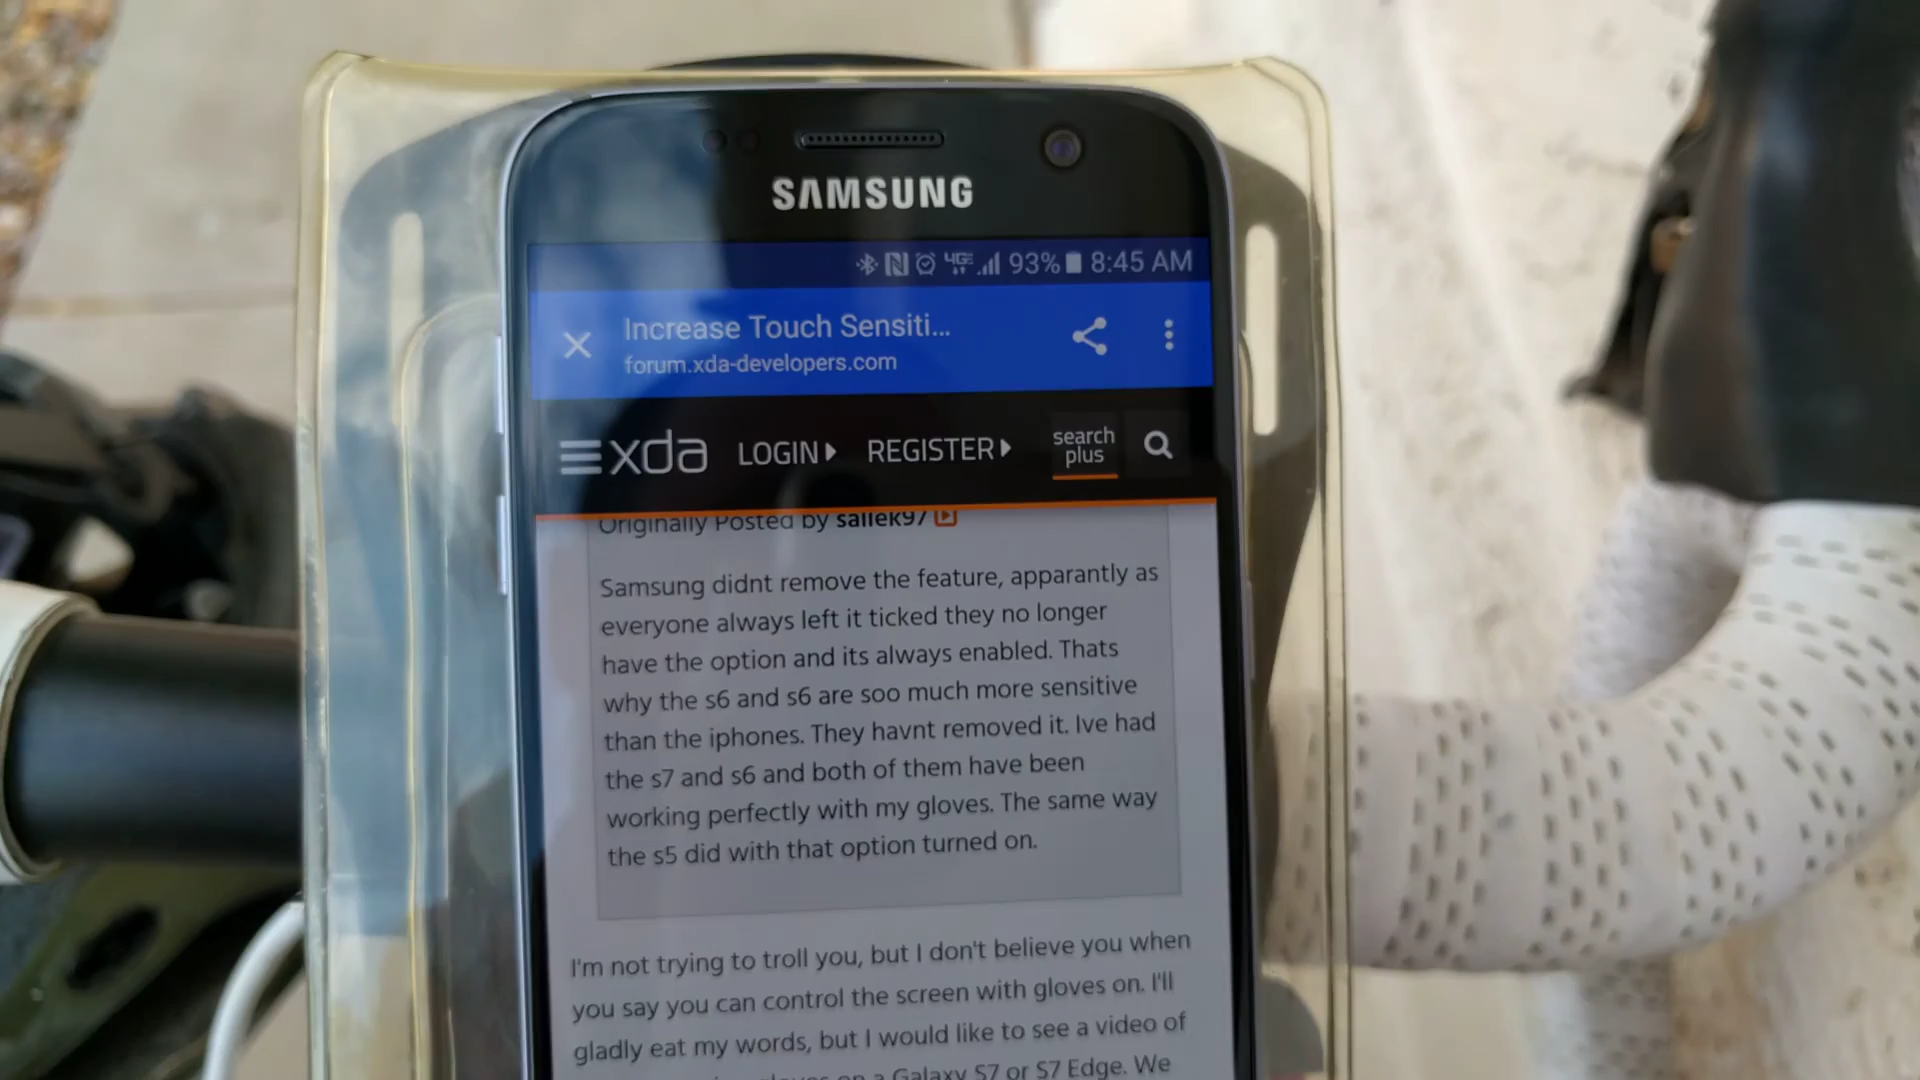 SAMSUNG
4GE 93% 8:45 AM
Increase Touch Sensiti...
forum.xda-developers.com
xda LOGIN REGISTER search plus
Originally Posted by sallek97
Samsung didnt remove the feature, apparantly as
everyone always left it ticked they no longer
have the option and its always enabled. Thats
why the s6 and s6 are soo much more sensitive
than the iphones. They havnt removed it. Ive had
the s7 and s6 and both of them have been
working perfectly with my gloves. The same way
the s5 did with that option turned on.
I'm not trying to troll you, but I don't believe you when
you say you can control the screen with gloves on. I'll
gladly eat my words, but I would like to see a video of
gloves on a Galaxy S7 or S7 Edge. We